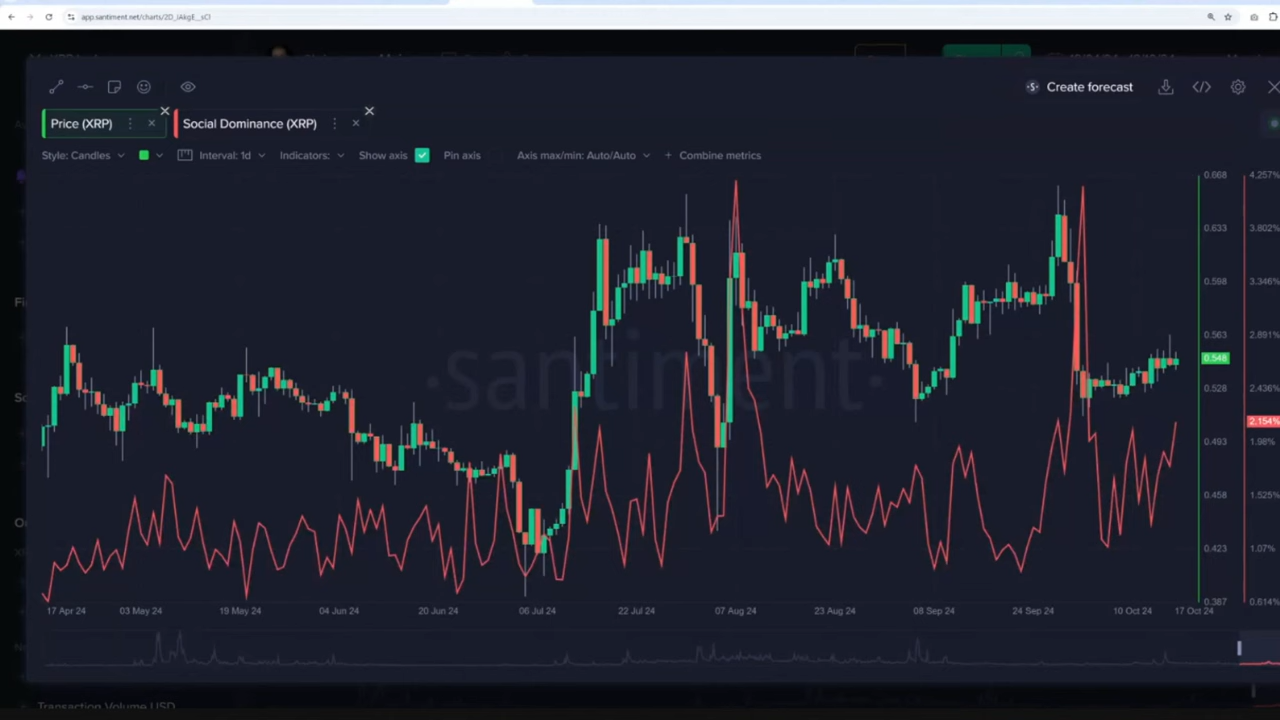 app.santiment.net/charts/2D_iAkgE__sCl
Create forecast
Price (XRP)
Social Dominance (XRP)
Style: Candles
Interval: 1d
Indicators:
Show axis
Pin axis
Axis max/min: Auto/Auto
+ Combine metrics
0.668
4.257%
0.633
3.802%
0.598
3.346%
0.563
2.891%
0.548
0.528
2.436%
2.154%
0.493
1.98%
0.458
1.525%
0.423
1.07%
0.387
0.614%
santiment
17 Apr 24
03 May 24
19 May 24
04 Jun 24
20 Jun 24
06 Jul 24
22 Jul 24
07 Aug 24
23 Aug 24
08 Sep 24
24 Sep 24
10 Oct 24
17 Oct 24
Transaction Volume USD